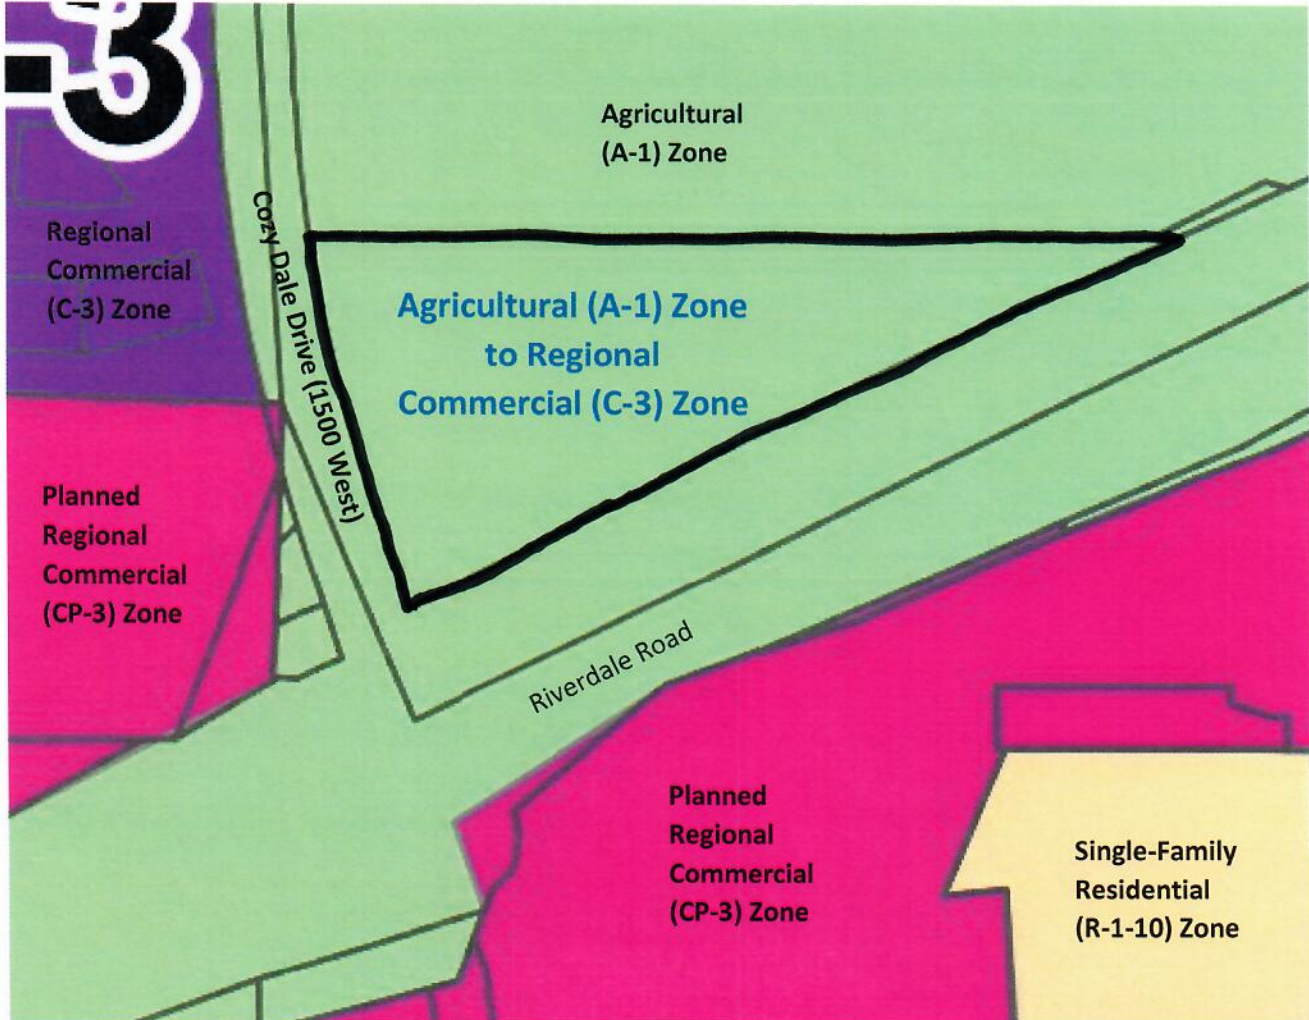 -3
Agricultural
(A-1) Zone
Regional
Commercial
(C-3) Zone
Cozy Dale Drive (1500 West)
Agricultural (A-1) Zone
to Regional
Commercial (C-3) Zone
Planned
Regional
Commercial
(CP-3) Zone
Riverdale Road
Planned
Regional
Commercial
(CP-3) Zone
Single-Family
Residential
(R-1-10) Zone